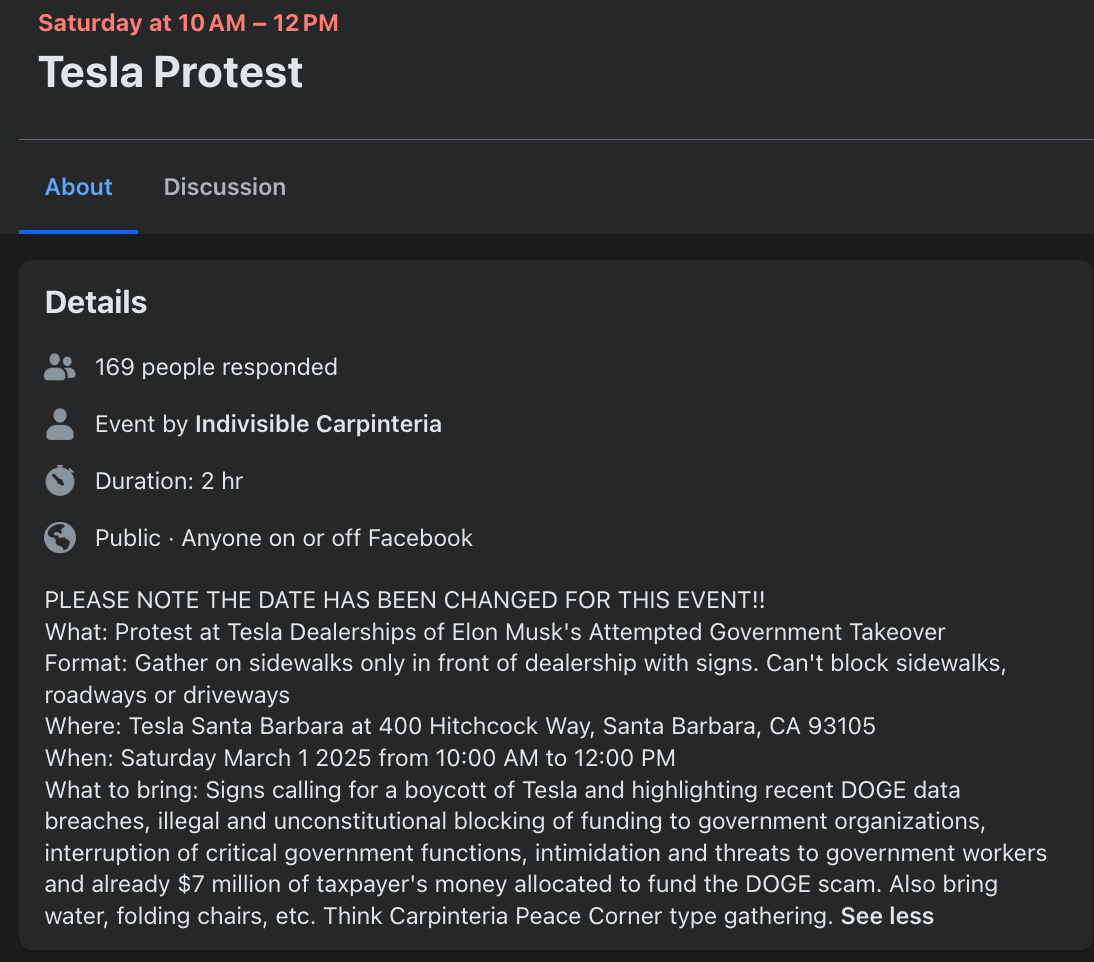 Saturday at 10 AM – 12 PM
Tesla Protest
About
Discussion
Details
169 people responded
Event by Indivisible Carpinteria
Duration: 2 hr
Public · Anyone on or off Facebook
PLEASE NOTE THE DATE HAS BEEN CHANGED FOR THIS EVENT!!
What: Protest at Tesla Dealerships of Elon Musk's Attempted Government Takeover
Format: Gather on sidewalks only in front of dealership with signs. Can't block sidewalks,
roadways or driveways
Where: Tesla Santa Barbara at 400 Hitchcock Way, Santa Barbara, CA 93105
When: Saturday March 1 2025 from 10:00 AM to 12:00 PM
What to bring: Signs calling for a boycott of Tesla and highlighting recent DOGE data
breaches, illegal and unconstitutional blocking of funding to government organizations,
interruption of critical government functions, intimidation and threats to government workers
and already $7 million of taxpayer's money allocated to fund the DOGE scam. Also bring
water, folding chairs, etc. Think Carpinteria Peace Corner type gathering. See less